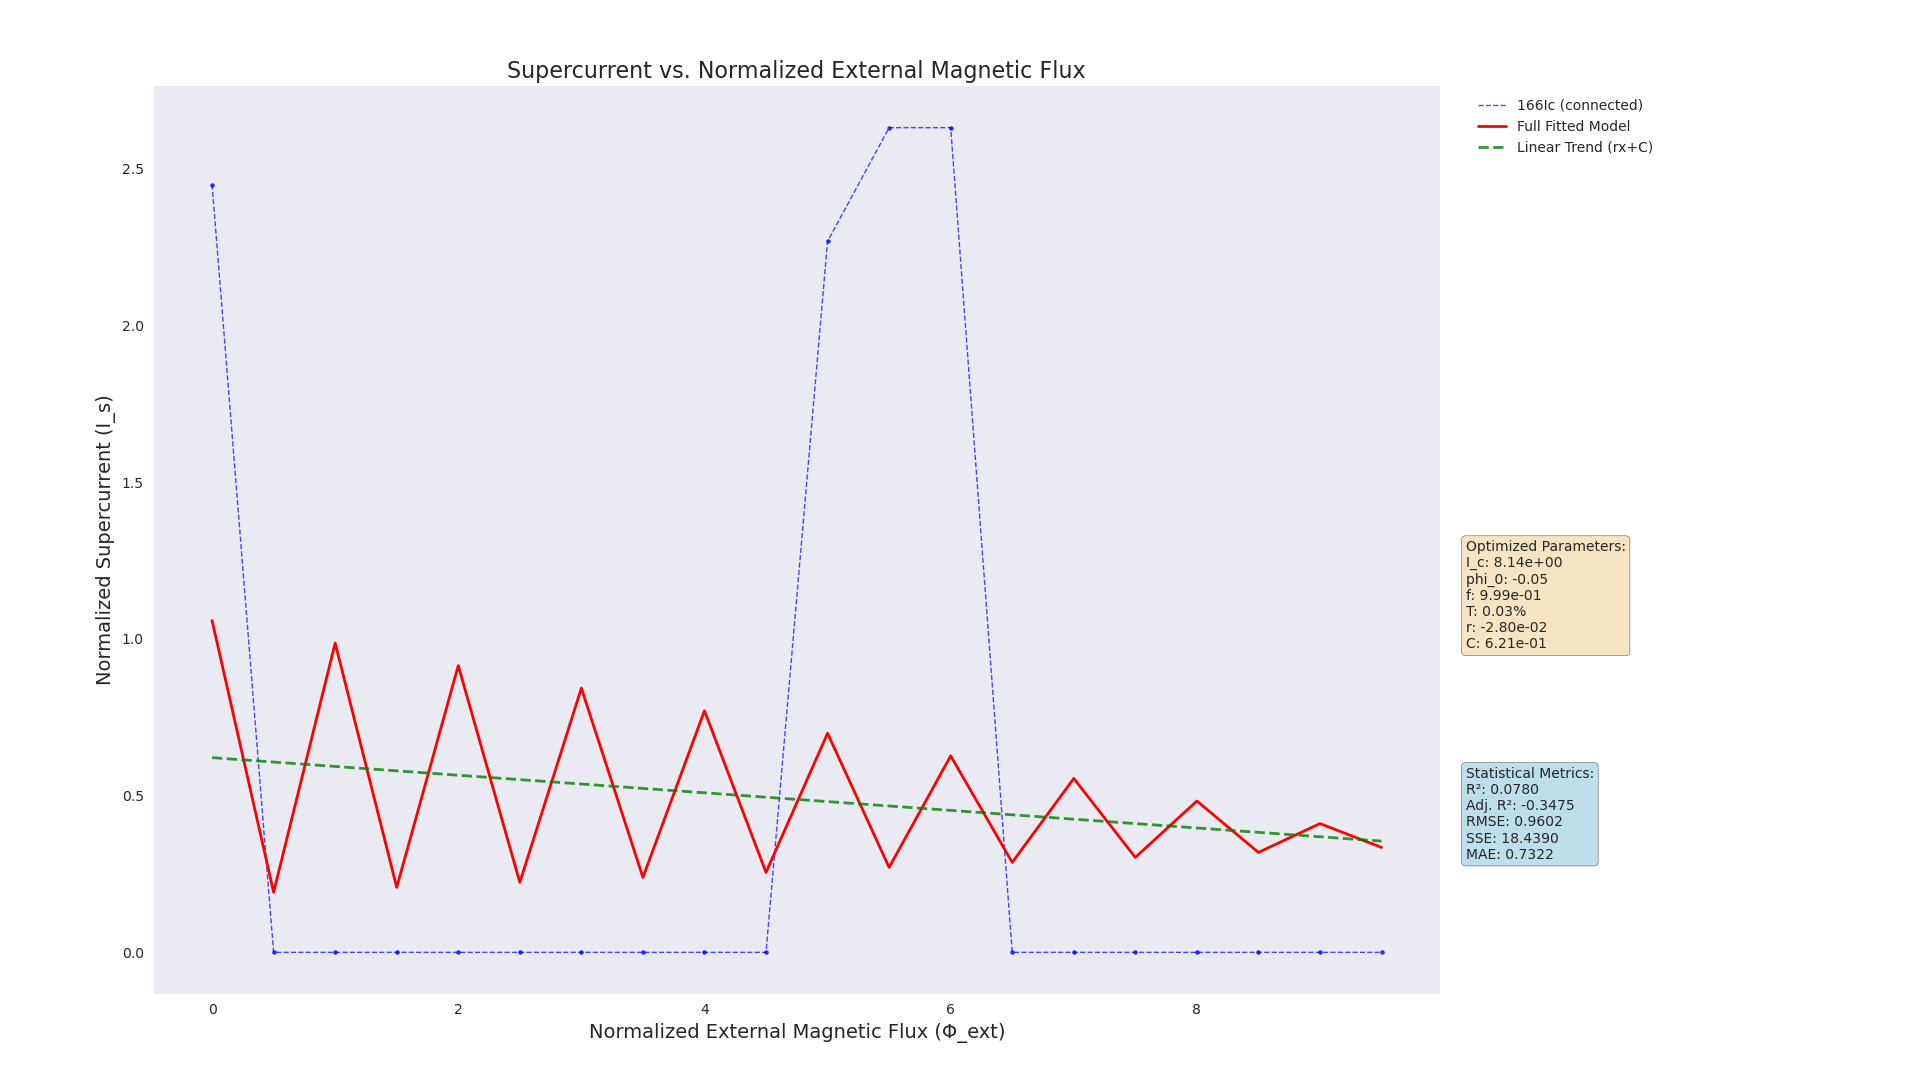 Supercurrent vs. Normalized External Magnetic Flux
166Ic (connected)
Full Fitted Model
Linear Trend (rx+C)
Normalized Supercurrent (I_s)
2.5
2.0
1.5
1.0
0.5
0.0
0
2
4
6
8
Normalized External Magnetic Flux (Φ_ext)
Optimized Parameters:
I_c: 8.14e+00
phi_0: -0.05
f: 9.99e-01
T: 0.03%
r: -2.80e-02
C: 6.21e-01
Statistical Metrics:
R²: 0.0780
Adj. R²: -0.3475
RMSE: 0.9602
SSE: 18.4390
MAE: 0.7322